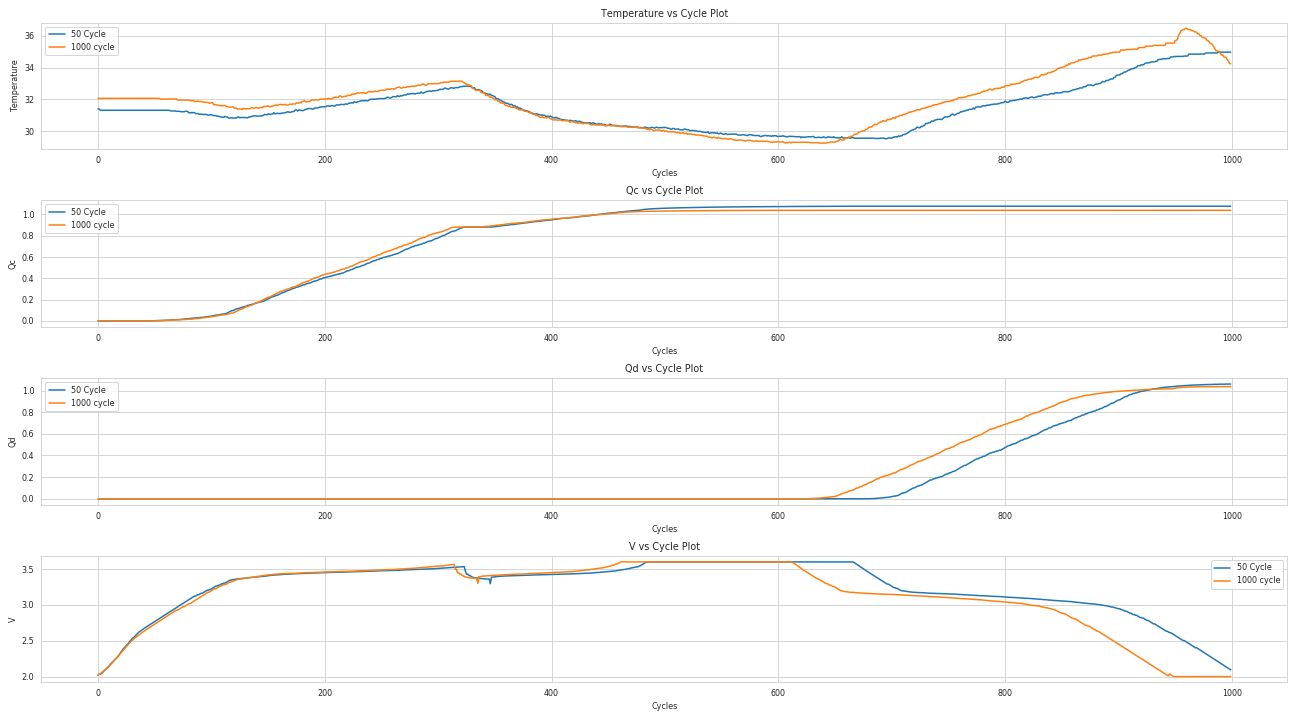 Temperature vs Cycle Plot
50 Cycle
1000 cycle
Temperature
36
34
32
30
0 200 400 600 800 1000
Cycles
Qc vs Cycle Plot
50 Cycle
1000 cycle
Qc
1.0
0.8
0.6
0.4
0.2
0.0
0 200 400 600 800 1000
Cycles
Qd vs Cycle Plot
50 Cycle
1000 cycle
Qd
1.0
0.8
0.6
0.4
0.2
0.0
0 200 400 600 800 1000
Cycles
V vs Cycle Plot
50 Cycle
1000 cycle
V
3.5
3.0
2.5
2.0
0 200 400 600 800 1000
Cycles